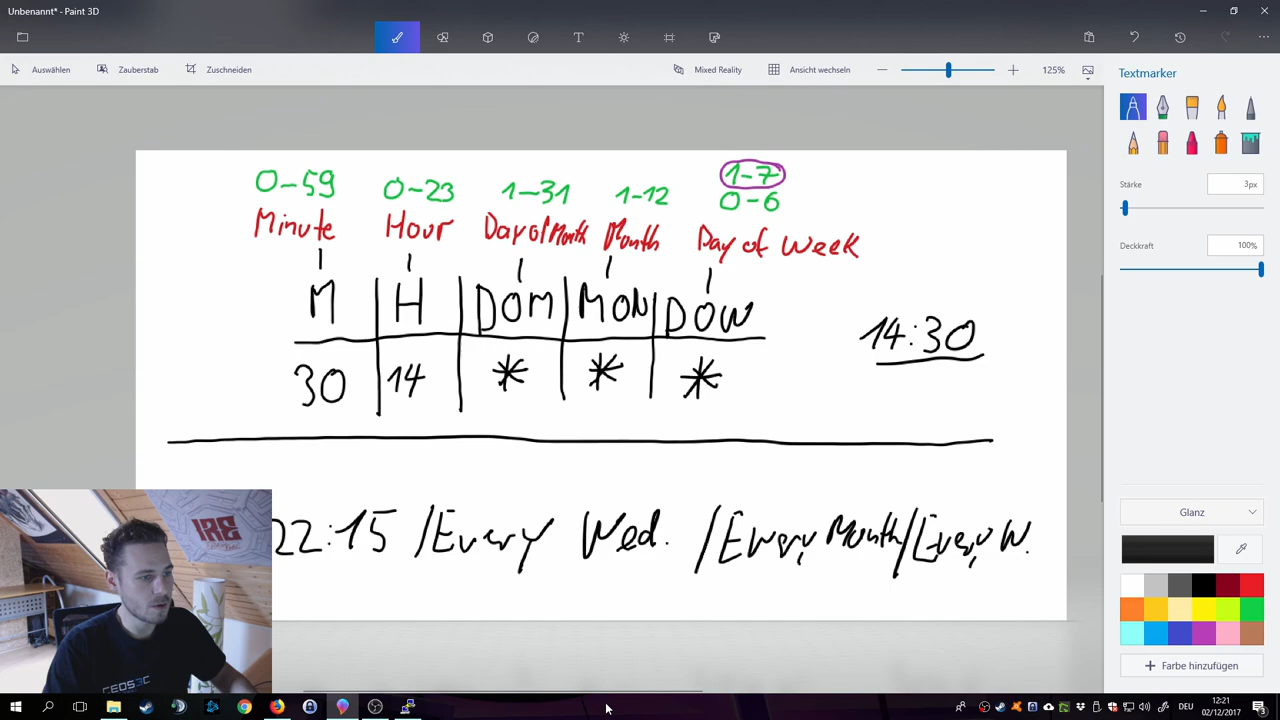 Unbenannt* - Paint 3D
Auswählen Zauberstab Zuschneiden Mixed Reality Ansicht wechseln 125%
Textmarker
Stärke 3px
Deckkraft 100%
Glanz
Farbe hinzufügen
0-59 0-23 1-31 1-12 1-7
0-6
Minute Hour Day of Month Month Day of Week
M H DOM MON DOW
30 14 * * *
14:30
22:15 /Every Wed. /Every Month/Every W.
GEOS3C
DEU 12:21
02/12/2017